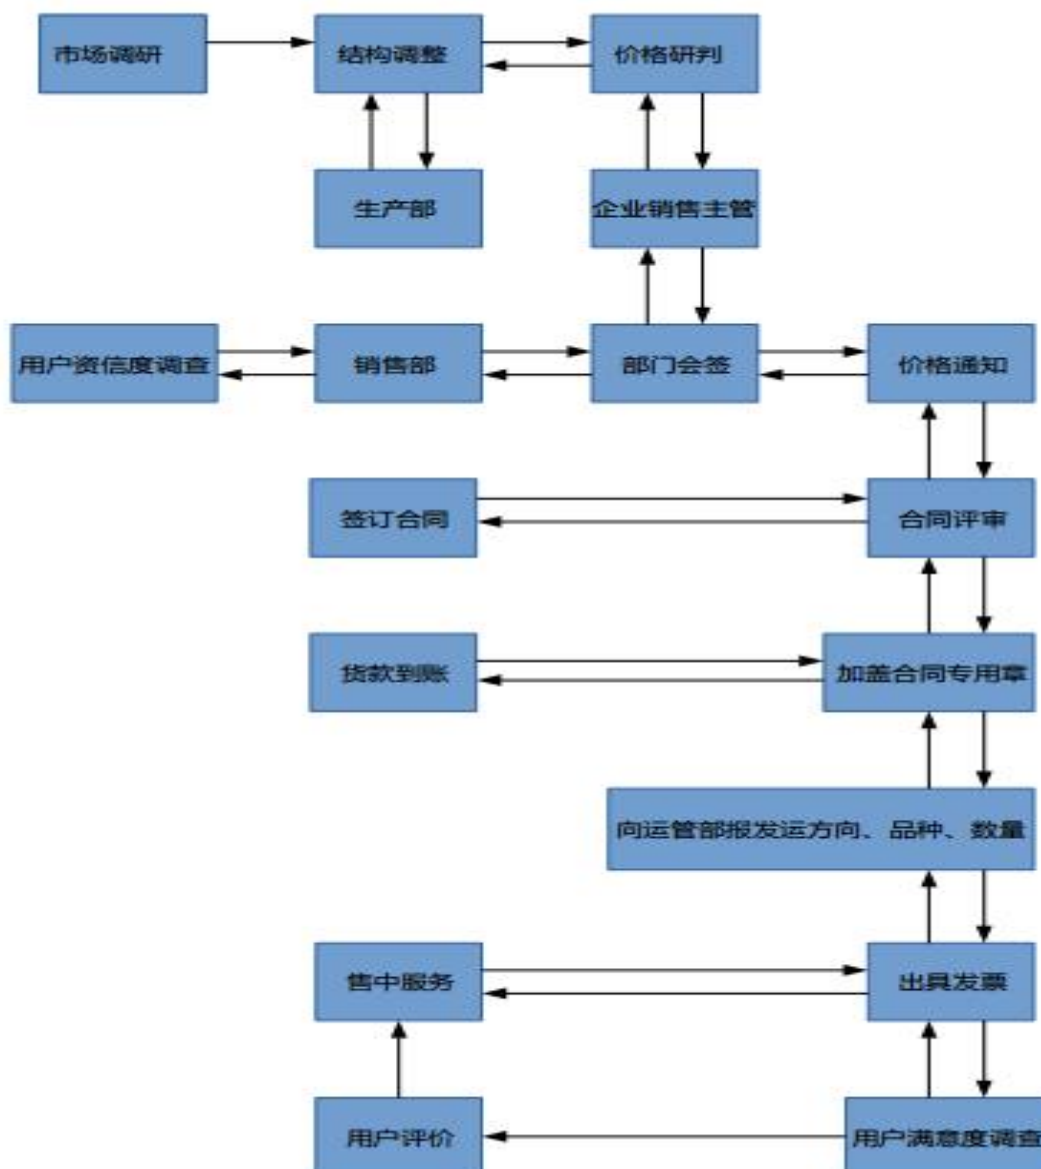 市场调研
结构调整
价格研判
生产部
企业销售主管
用户资信度调查
销售部
部门会签
价格通知
签订合同
合同评审
货款到账
加盖合同专用章
向运管部报发运方向、品种、数量
售中服务
出具发票
用户评价
用户满意度调查